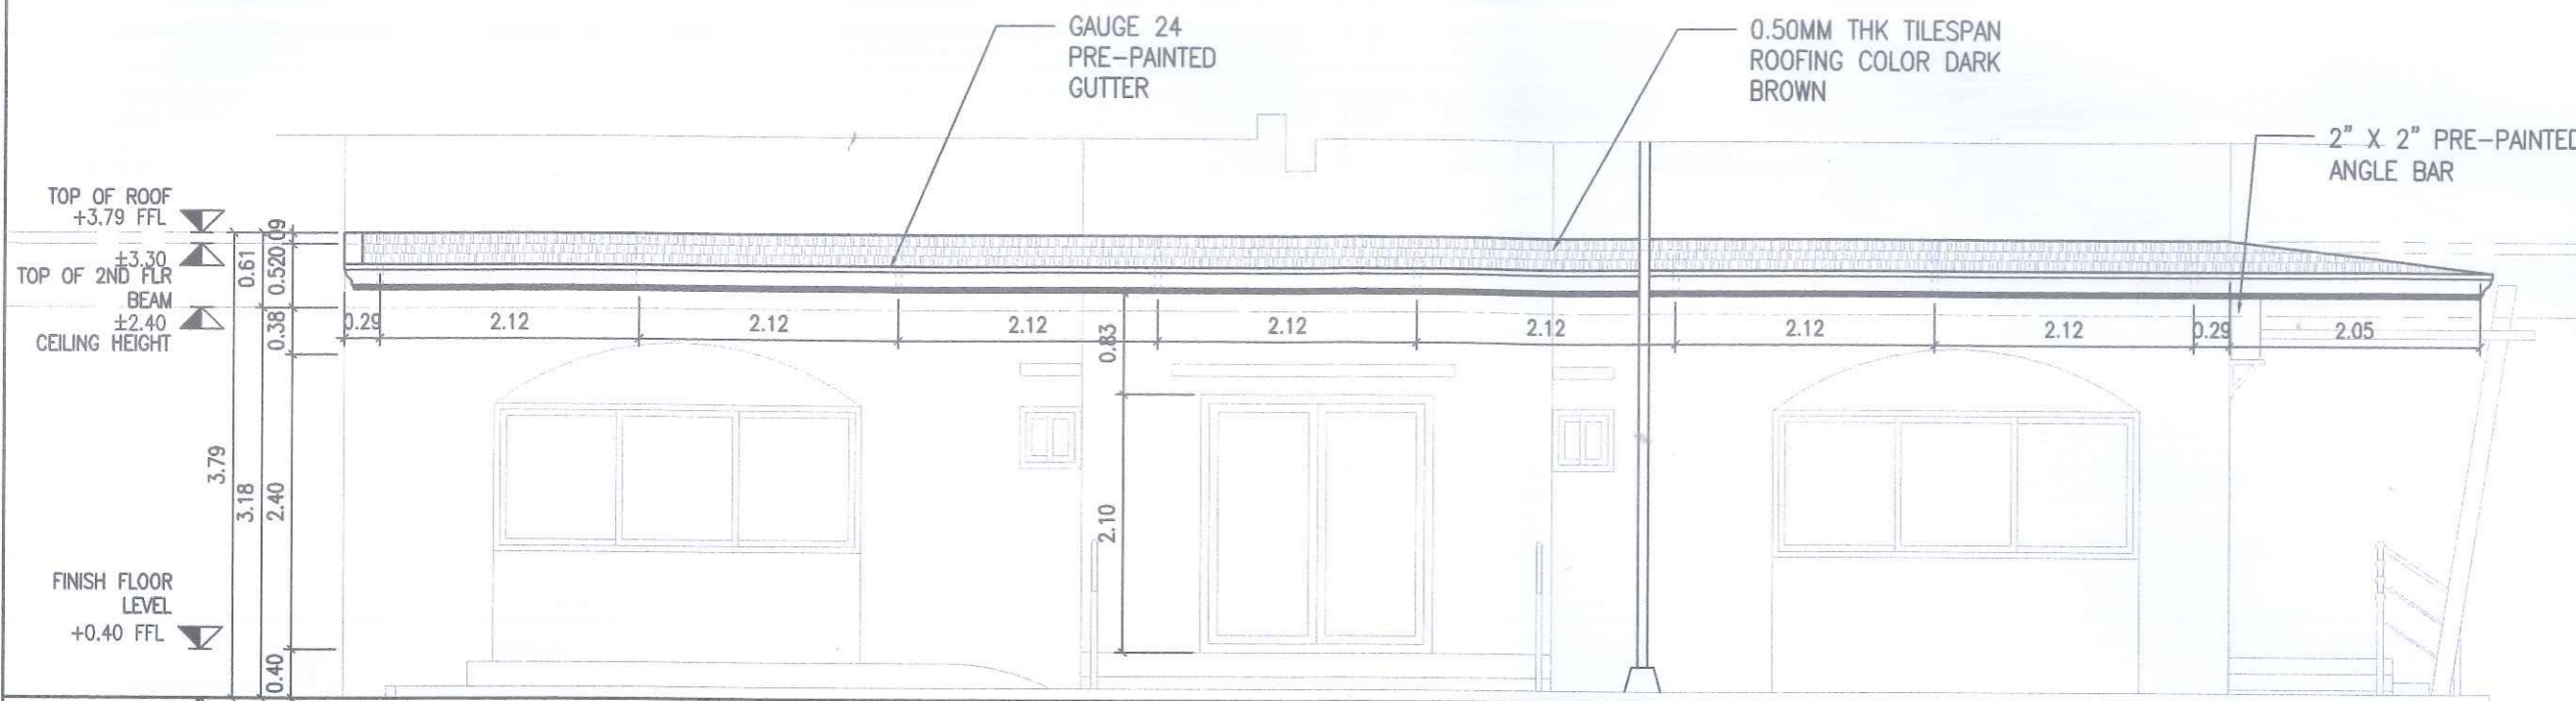 GAUGE 24
PRE-PAINTED
GUTTER
0.50MM THK TILESPAN
ROOFING COLOR DARK
BROWN
2" X 2" PRE-PAINTED
ANGLE BAR
TOP OF ROOF
+3.79 FFL
±3.30
TOP OF 2ND FLR
BEAM
±2.40
CEILING HEIGHT
FINISH FLOOR
LEVEL
+0.40 FFL
3.79
0.61
3.18
0.09
0.52
0.38
2.40
0.40
0.29
2.12
2.12
2.12
2.12
2.12
2.12
2.12
0.29
2.05
0.83
2.10